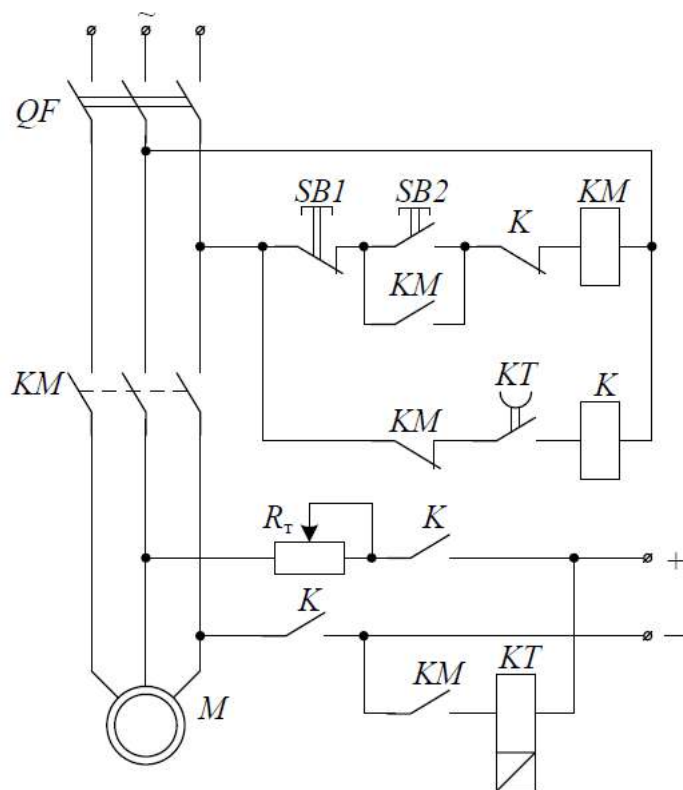 ~
QF
SB1 SB2 K KM
KM
KM KT K
KM
Rт K +
K −
KM KT
M